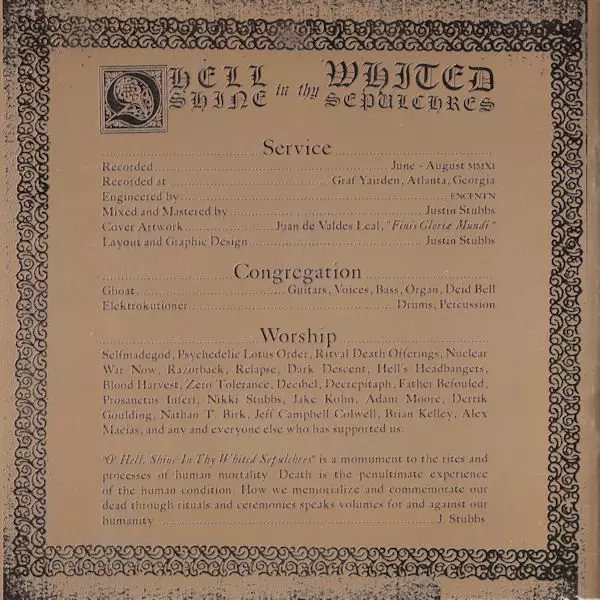 O HELL SHINE in thy WHITED SEPULCHRES
Service
Recorded June - August MMXI
Recorded at Graf Yarden, Atlanta, Georgia
Engineered by ENCENTN
Mixed and Mastered by Justin Stubbs
Cover Artwork Juan de Valdes Leal, "Finis Gloriæ Mundi"
Layout and Graphic Design Justin Stubbs
Congregation
Ghoat Guitars, Voices, Bass, Organ, Deid Bell
Elektrokutioner Drums, Percussion
Worship
Selfmadegod, Psychedelic Lotus Order, Ritval Death Offerings, Nuclear
War Now, Razorback, Relapse, Dark Descent, Hell's Headbangers,
Blood Harvest, Zero Tolerance, Decibel, Decrepitaph, Father Befouled,
Prosanctus Inferi, Nikki Stubbs, Jake Kohn, Adam Moore, Derrik
Goulding, Nathan T. Birk, Jeff Campbell Colwell, Brian Kelley, Alex
Macias, and any and everyone else who has supported us.
"O' Hell, Shine In Thy Whited Sepulchres" is a momument to the rites and
processes of human mortality. Death is the penultimate experience
of the human condition. How we memorialize and commemorate our
dead through rituals and ceremonies speaks volumes for and against our
humanity J. Stubbs